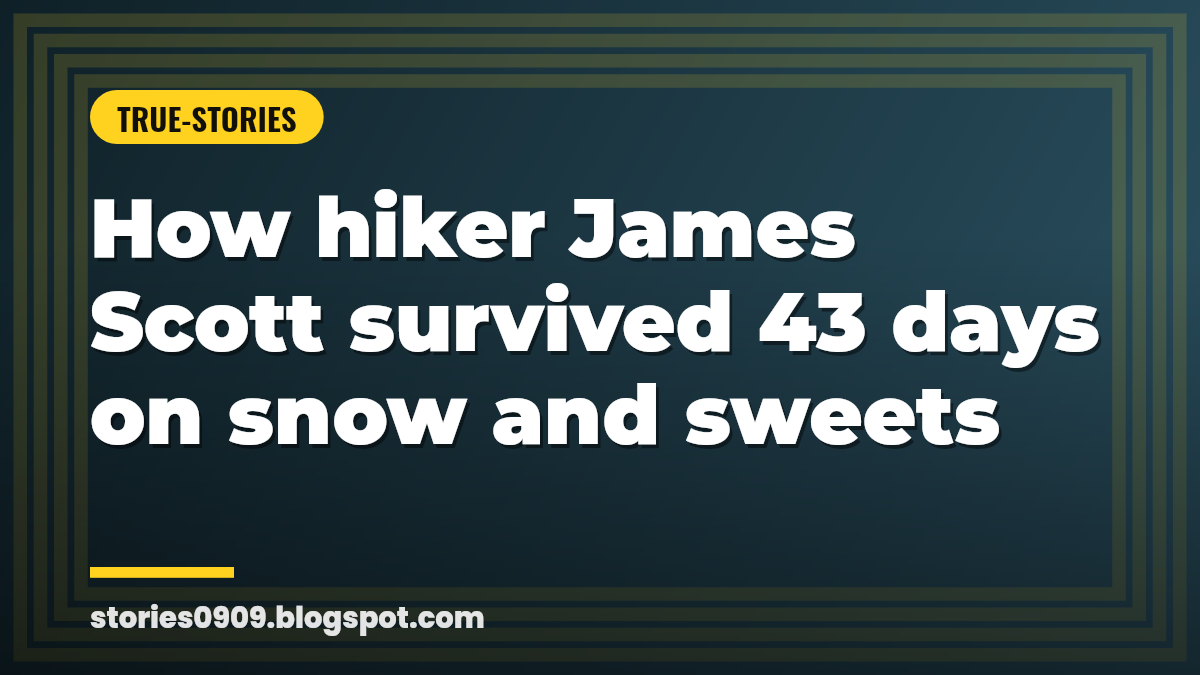 TRUE-STORIES
How hiker James
Scott survived 43 days
on snow and sweets
stories0909.blogspot.com